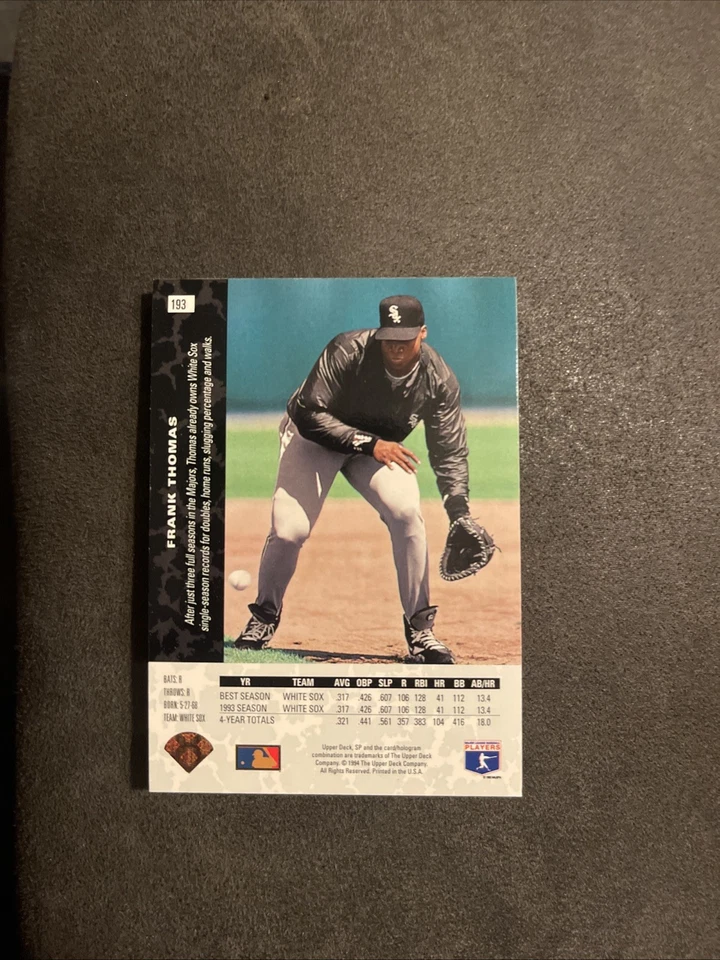 193
FRANK THOMAS
After just three full seasons in the Majors, Thomas already owns White Sox
single-season records for doubles, home runs, slugging percentage and walks.
BATS: R
THROWS: R
BORN: 5-27-68
TEAM: WHITE SOX
YR TEAM AVG OBP SLP R RBI HR BB AB/HR
BEST SEASON WHITE SOX .317 .426 .607 106 128 41 112 13.4
1993 SEASON WHITE SOX .317 .426 .607 106 128 41 112 13.4
4-YEAR TOTALS .321 .441 .561 357 383 104 416 18.0
Upper Deck, SP and the card/hologram
combination are trademarks of The Upper Deck
Company. © 1994 The Upper Deck Company.
All Rights Reserved. Printed in the U.S.A.
PLAYERS